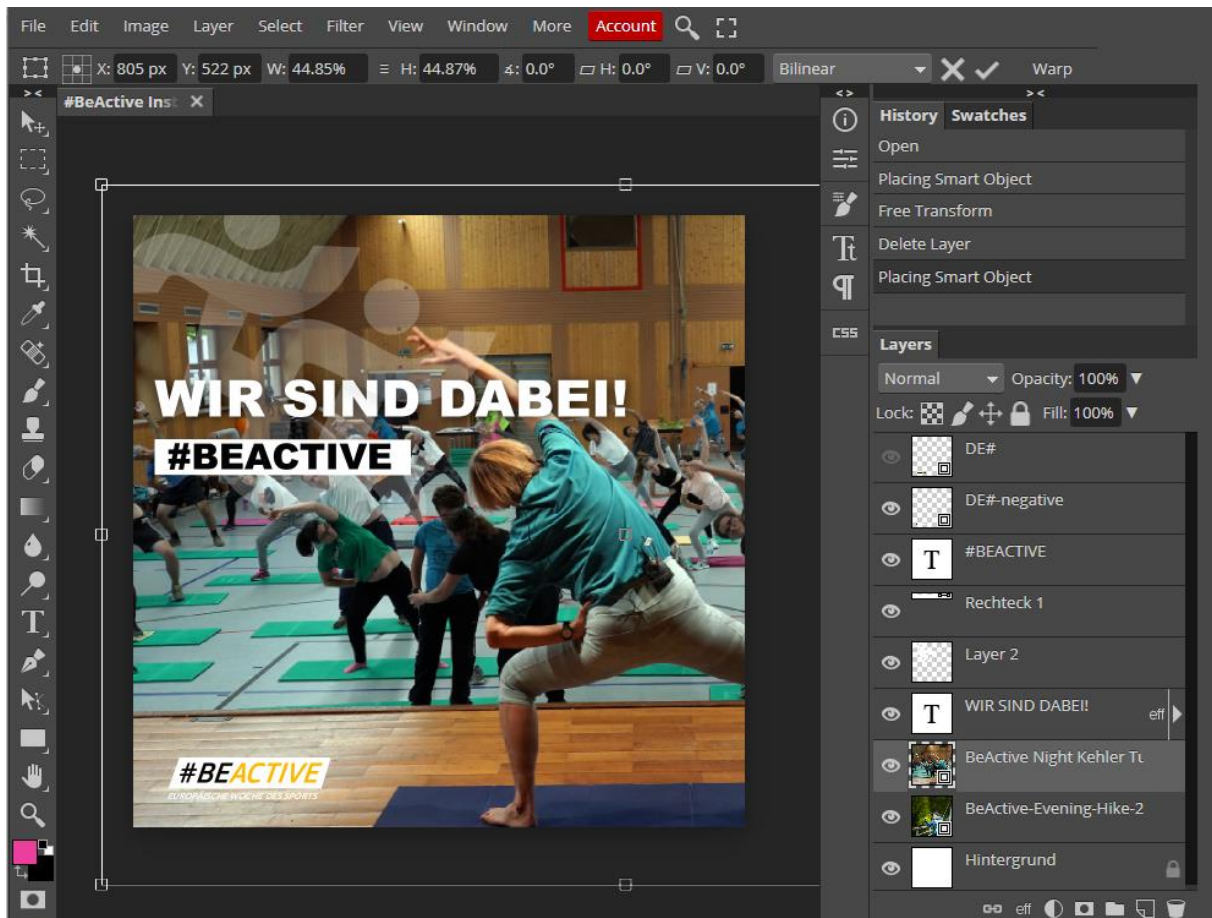 File Edit Image Layer Select Filter View Window More Account
X: 805 px Y: 522 px W: 44.85% H: 44.87% ∡: 0.0° H: 0.0° V: 0.0° Bilinear Warp
#BeActive Inst
History Swatches
Open
Placing Smart Object
Free Transform
Delete Layer
Placing Smart Object
CSS
Layers
Normal Opacity: 100%
Lock: Fill: 100%
DE#
DE#-negative
#BEACTIVE
Rechteck 1
Layer 2
WIR SIND DABEI! eff
BeActive Night Kehler Tu
BeActive-Evening-Hike-2
Hintergrund
eff
WIR SIND DABEI!
#BEACTIVE
#BEACTIVE
EUROPÄISCHE WOCHE DES SPORTS